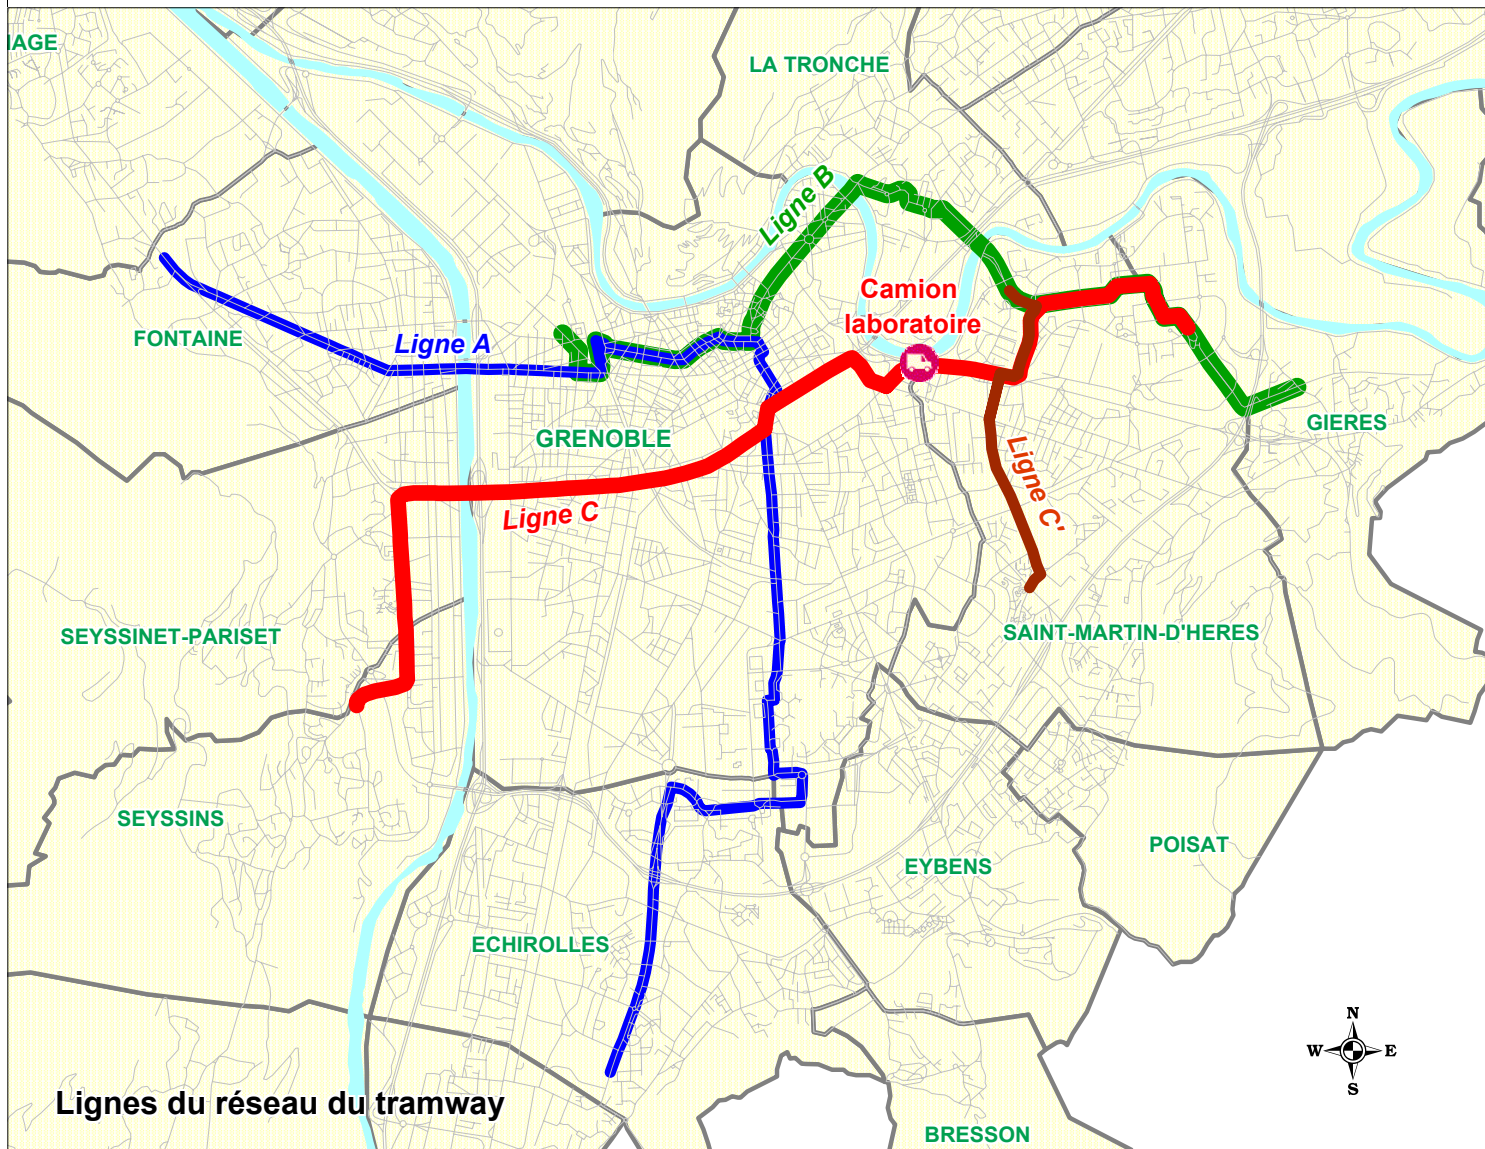 IAGE
LA TRONCHE
Ligne B
Camion
laboratoire
FONTAINE
Ligne A
GIERES
GRENOBLE
Ligne C
Ligne C'
SEYSSINET-PARISET
SAINT-MARTIN-D'HERES
SEYSSINS
POISAT
EYBENS
ECHIROLLES
N
W E
S
Lignes du réseau du tramway
BRESSON